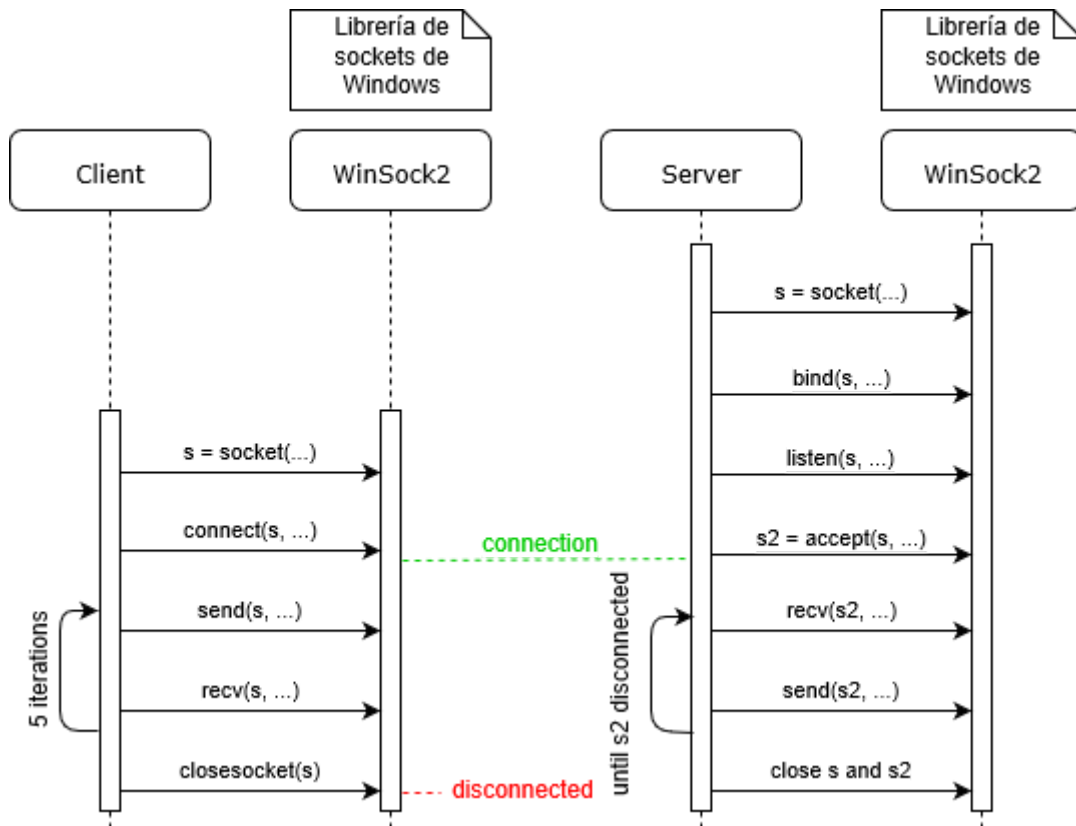 Librería de
sockets de
Windows
Librería de
sockets de
Windows
Client
WinSock2
Server
WinSock2
s = socket(...)
bind(s, ...)
listen(s, ...)
s = socket(...)
connect(s, ...)
connection
s2 = accept(s, ...)
5 iterations
send(s, ...)
recv(s, ...)
until s2 disconnected
recv(s2, ...)
send(s2, ...)
closesocket(s)
disconnected
close s and s2